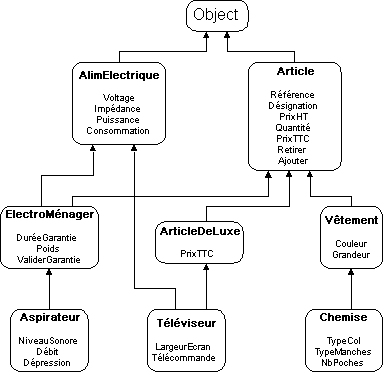 Object
AlimElectrique
Voltage
Impédance
Puissance
Consommation
Article
Référence
Désignation
PrixHT
Quantité
PrixTTC
Retirer
Ajouter
ElectroMénager
DuréeGarantie
Poids
ValiderGarantie
ArticleDeLuxe
PrixTTC
Vêtement
Couleur
Grandeur
Aspirateur
NiveauSonore
Débit
Dépression
Téléviseur
LargeurEcran
Télécommande
Chemise
TypeCol
TypeManches
NbPoches